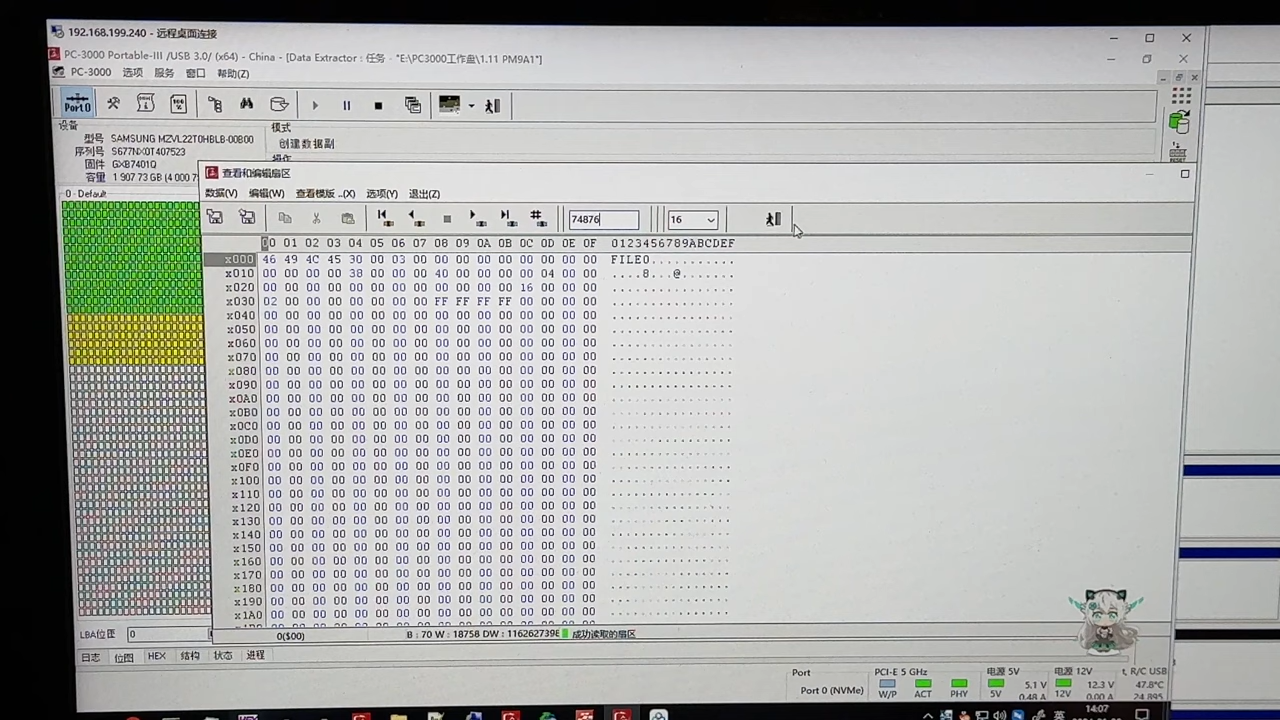 192.168.199.240 - 远程桌面连接
PC-3000 Portable-III /USB 3.0/ (x64) - China - [Data Extractor : 任务 - "E:\PC3000工作盘\1.11 PM9A1"]
PC-3000 选项 服务 窗口 帮助(Z)
Port0
设备
模式
型号 SAMSUNG MZVL22T0HBLB-00B00
创建数据副
序列号 S677NX0T407523
操作
固件 GXB7401Q
容量 1 907.73 GB (4 000 7
0 - Default
查看和编辑扇区
数据(V) 编辑(W) 查看模版 ..(X) 选项(Y) 退出(Z)
74876 16
00 01 02 03 04 05 06 07 08 09 0A 0B 0C 0D 0E 0F 0123456789ABCDEF
x000 46 49 4C 45 30 00 03 00 00 00 00 00 00 00 00 00 FILE0...........
x010 00 00 00 00 38 00 00 00 40 00 00 00 00 04 00 00 ....8...@.......
x020 00 00 00 00 00 00 00 00 00 00 00 00 16 00 00 00 ................
x030 02 00 00 00 00 00 00 00 FF FF FF FF 00 00 00 00 ................
x040 00 00 00 00 00 00 00 00 00 00 00 00 00 00 00 00 ................
x050 00 00 00 00 00 00 00 00 00 00 00 00 00 00 00 00 ................
x060 00 00 00 00 00 00 00 00 00 00 00 00 00 00 00 00 ................
x070 00 00 00 00 00 00 00 00 00 00 00 00 00 00 00 00 ................
x080 00 00 00 00 00 00 00 00 00 00 00 00 00 00 00 00 ................
x090 00 00 00 00 00 00 00 00 00 00 00 00 00 00 00 00 ................
x0A0 00 00 00 00 00 00 00 00 00 00 00 00 00 00 00 00 ................
x0B0 00 00 00 00 00 00 00 00 00 00 00 00 00 00 00 00 ................
x0C0 00 00 00 00 00 00 00 00 00 00 00 00 00 00 00 00 ................
x0D0 00 00 00 00 00 00 00 00 00 00 00 00 00 00 00 00 ................
x0E0 00 00 00 00 00 00 00 00 00 00 00 00 00 00 00 00 ................
x0F0 00 00 00 00 00 00 00 00 00 00 00 00 00 00 00 00 ................
x100 00 00 00 00 00 00 00 00 00 00 00 00 00 00 00 00 ................
x110 00 00 00 00 00 00 00 00 00 00 00 00 00 00 00 00 ................
x120 00 00 00 00 00 00 00 00 00 00 00 00 00 00 00 00 ................
x130 00 00 00 00 00 00 00 00 00 00 00 00 00 00 00 00 ................
x140 00 00 00 00 00 00 00 00 00 00 00 00 00 00 00 00 ................
x150 00 00 00 00 00 00 00 00 00 00 00 00 00 00 00 00 ................
x160 00 00 00 00 00 00 00 00 00 00 00 00 00 00 00 00 ................
x170 00 00 00 00 00 00 00 00 00 00 00 00 00 00 00 00 ................
x180 00 00 00 00 00 00 00 00 00 00 00 00 00 00 00 00 ................
x190 00 00 00 00 00 00 00 00 00 00 00 00 00 00 00 00 ................
x1A0 00 00 00 00 00 00 00 00 00 00 00 00 00 00 00 00 ................
LBA位置 0
0($00) B : 70 W : 18758 DW : 1162627398 成功读取的扇区
日志 位图 HEX 结构 状态 进程
Port PCI-E 5 GHz 电源 5V 电源 12V t, R/C USB
Port 0 (NVMe) W/P ACT PHY 5V 5.1 V 0.48 A 12V 12.3 V 0.00 A 47.8°C 24.895
英 14:07